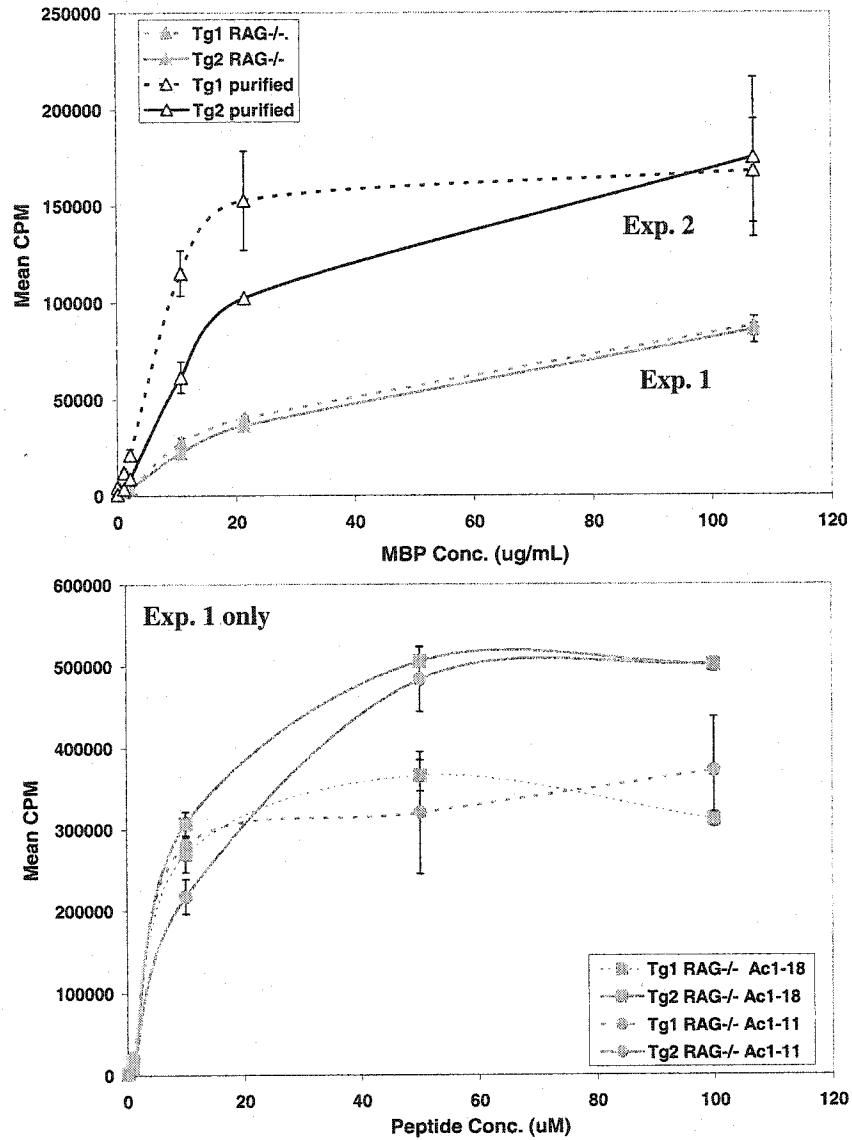 250000
200000
150000
100000
50000
0
Mean CPM
Tg1 RAG-/-.
Tg2 RAG-/-
Tg1 purified
Tg2 purified
Exp. 2
Exp. 1
0 20 40 60 80 100 120
MBP Conc. (ug/mL)
600000
500000
400000
300000
200000
100000
0
Mean CPM
Exp. 1 only
Tg1 RAG-/- Ac1-18
Tg2 RAG-/- Ac1-18
Tg1 RAG-/- Ac1-11
Tg2 RAG-/- Ac1-11
0 20 40 60 80 100 120
Peptide Conc. (uM)